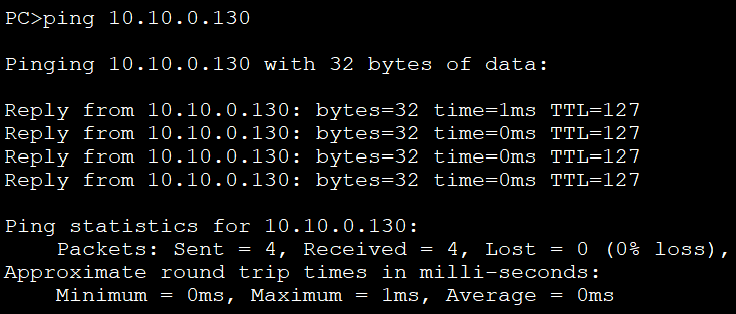 PC>ping 10.10.0.130
Pinging 10.10.0.130 with 32 bytes of data:
Reply from 10.10.0.130: bytes=32 time=1ms TTL=127
Reply from 10.10.0.130: bytes=32 time=0ms TTL=127
Reply from 10.10.0.130: bytes=32 time=0ms TTL=127
Reply from 10.10.0.130: bytes=32 time=0ms TTL=127
Ping statistics for 10.10.0.130:
    Packets: Sent = 4, Received = 4, Lost = 0 (0% loss),
Approximate round trip times in milli-seconds:
    Minimum = 0ms, Maximum = 1ms, Average = 0ms